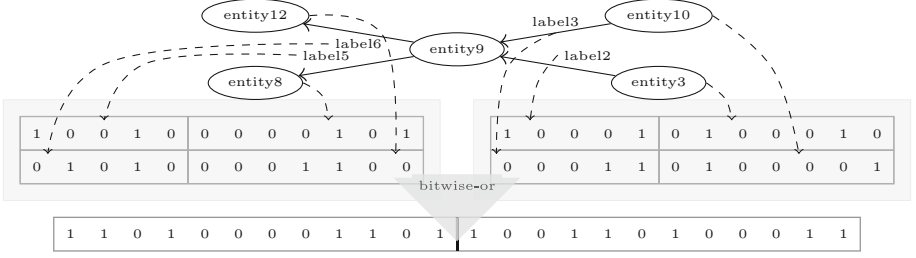 entity12 entity10
label3
label6 entity9
label5 label2
entity8 entity3
1 0 0 1 0 0 0 0 0 1 0 1 1 0 0 0 1 0 1 0 0 0 1 0
0 1 0 1 0 0 0 0 1 1 0 0 0 0 0 1 1 0 0 0 0 0 0 1
bitwise-or
1 1 0 1 0 0 0 0 1 1 0 1 1 0 0 1 1 0 1 0 0 0 1 1